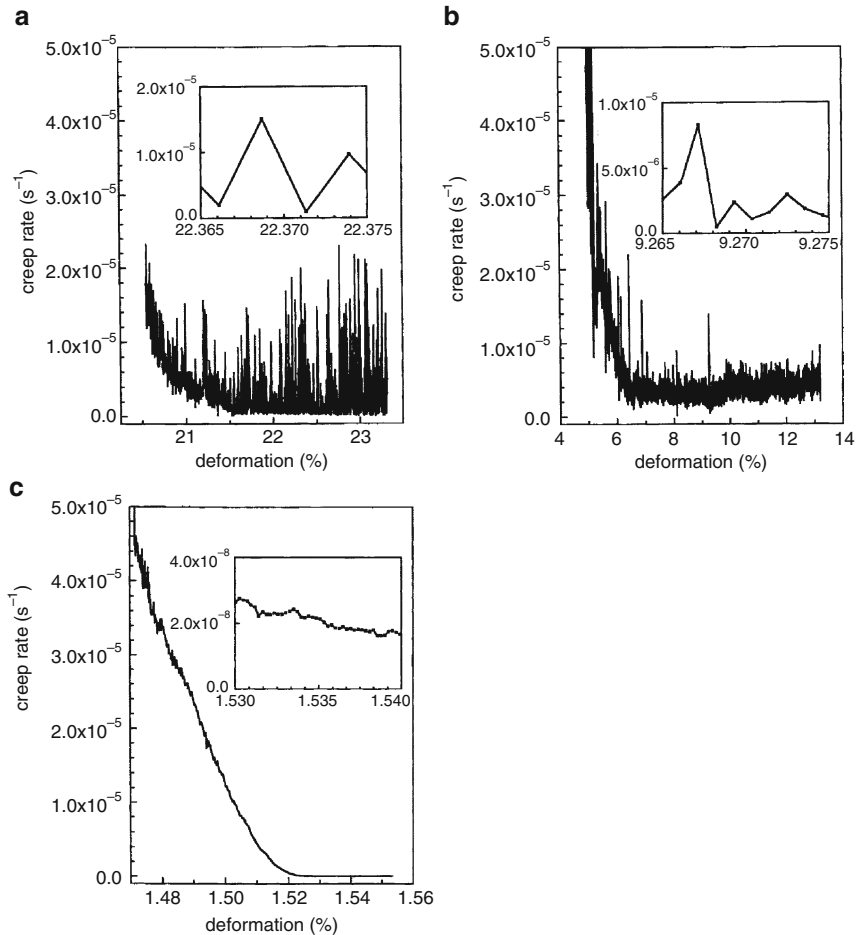 a
creep rate (s⁻¹)
5.0x10⁻⁵
4.0x10⁻⁵
3.0x10⁻⁵
2.0x10⁻⁵
1.0x10⁻⁵
0.0
21 22 23
deformation (%)
2.0x10⁻⁵
1.0x10⁻⁵
0.0
22.365 22.370 22.375
b
creep rate (s⁻¹)
5.0x10⁻⁵
4.0x10⁻⁵
3.0x10⁻⁵
2.0x10⁻⁵
1.0x10⁻⁵
0.0
4 6 8 10 12 14
deformation (%)
1.0x10⁻⁵
5.0x10⁻⁶
0.0
9.265 9.270 9.275
c
creep rate (s⁻¹)
5.0x10⁻⁵
4.0x10⁻⁵
3.0x10⁻⁵
2.0x10⁻⁵
1.0x10⁻⁵
0.0
1.48 1.50 1.52 1.54 1.56
deformation (%)
4.0x10⁻⁸
2.0x10⁻⁸
0.0
1.530 1.535 1.540